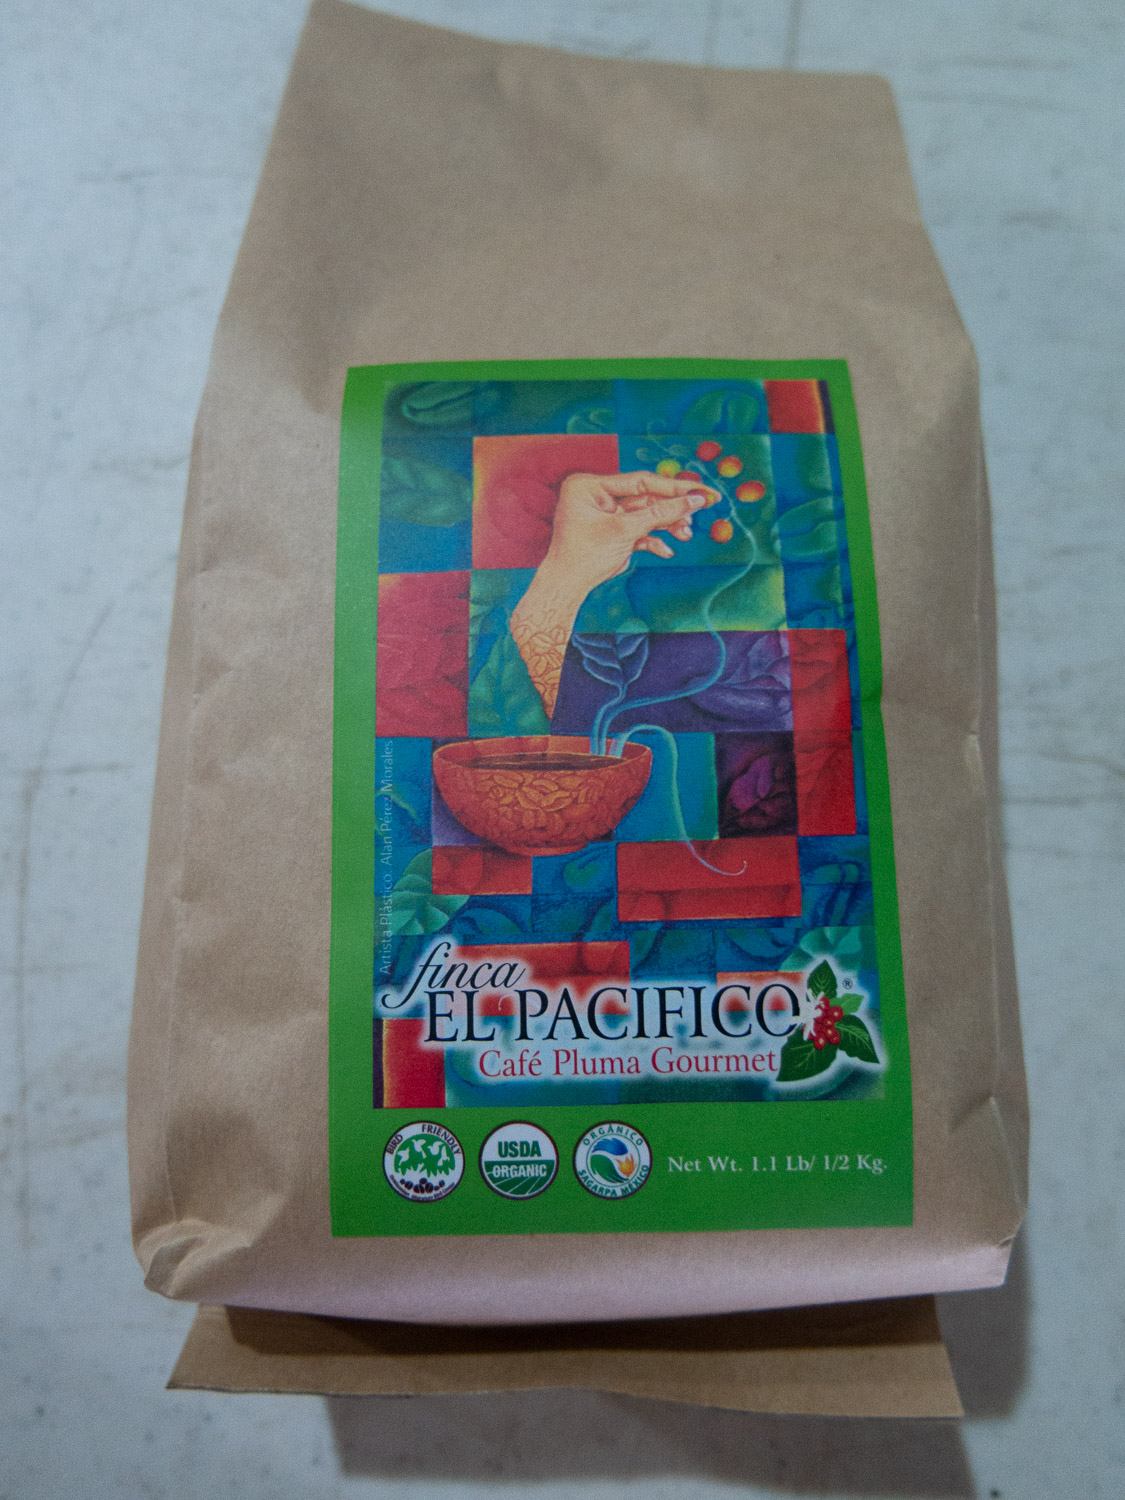 Artista Plástico. Alan Pérez Morales
finca
EL PACIFICO ®
Café Pluma Gourmet
BIRD FRIENDLY
USDA
ORGANIC
ORGÁNICO
SAGARPA MÉXICO
Net Wt. 1.1 Lb/ 1/2 Kg.